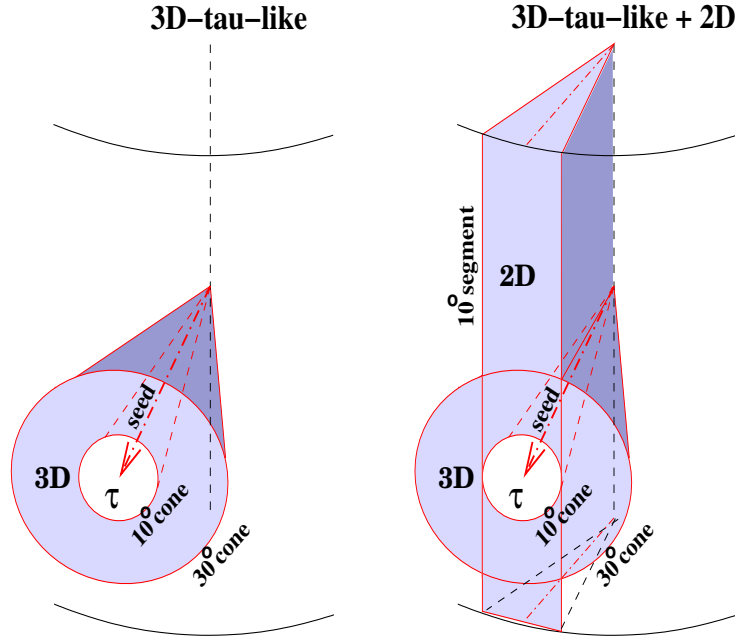 3D-tau-like
3D-tau-like + 2D
seed
3D
τ
10° cone
30° cone
10° segment
2D
seed
3D
τ
10° cone
30° cone